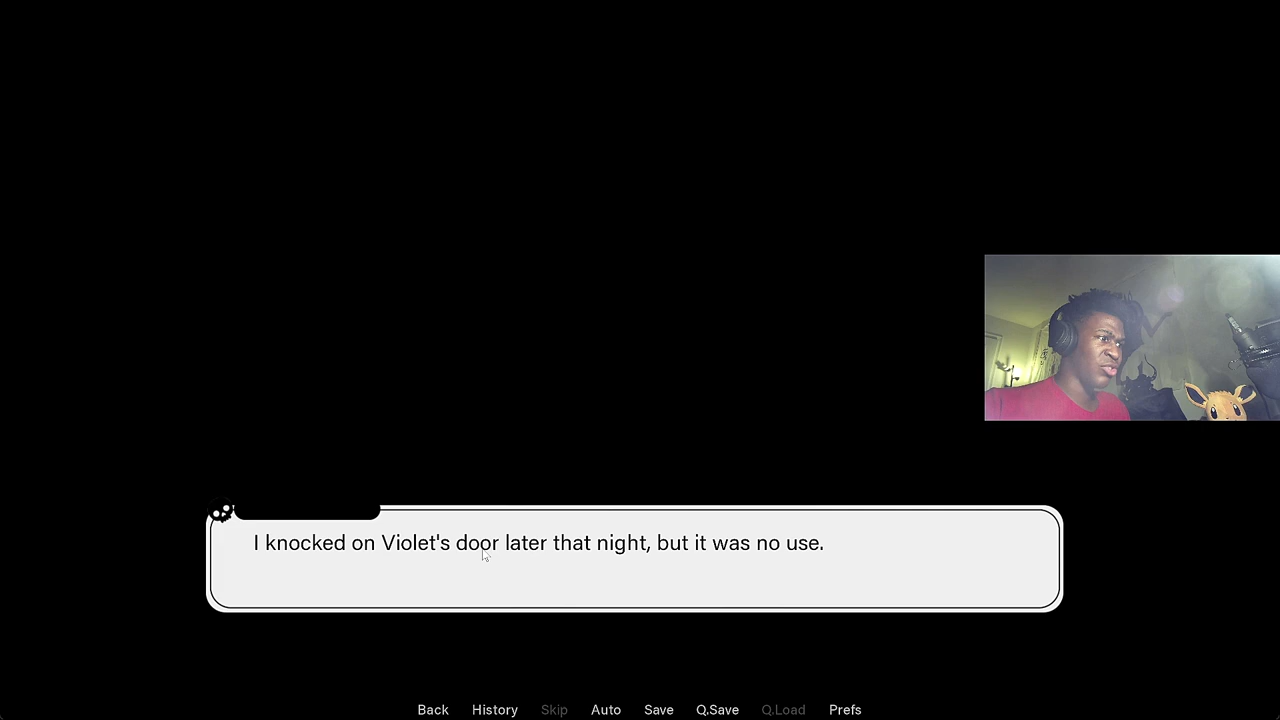 I knocked on Violet's door later that night, but it was no use.
Back History Skip Auto Save Q.Save Q.Load Prefs